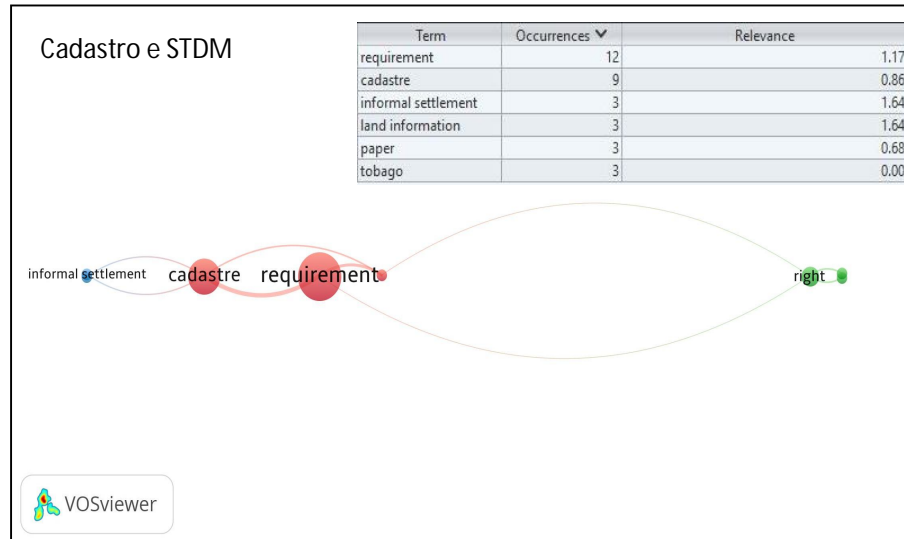 Cadastro e STDM
Term Occurrences Relevance
requirement 12 1.17
cadastre 9 0.86
informal settlement 3 1.64
land information 3 1.64
paper 3 0.68
tobago 3 0.00
informal settlement cadastre requirement right
VOSviewer